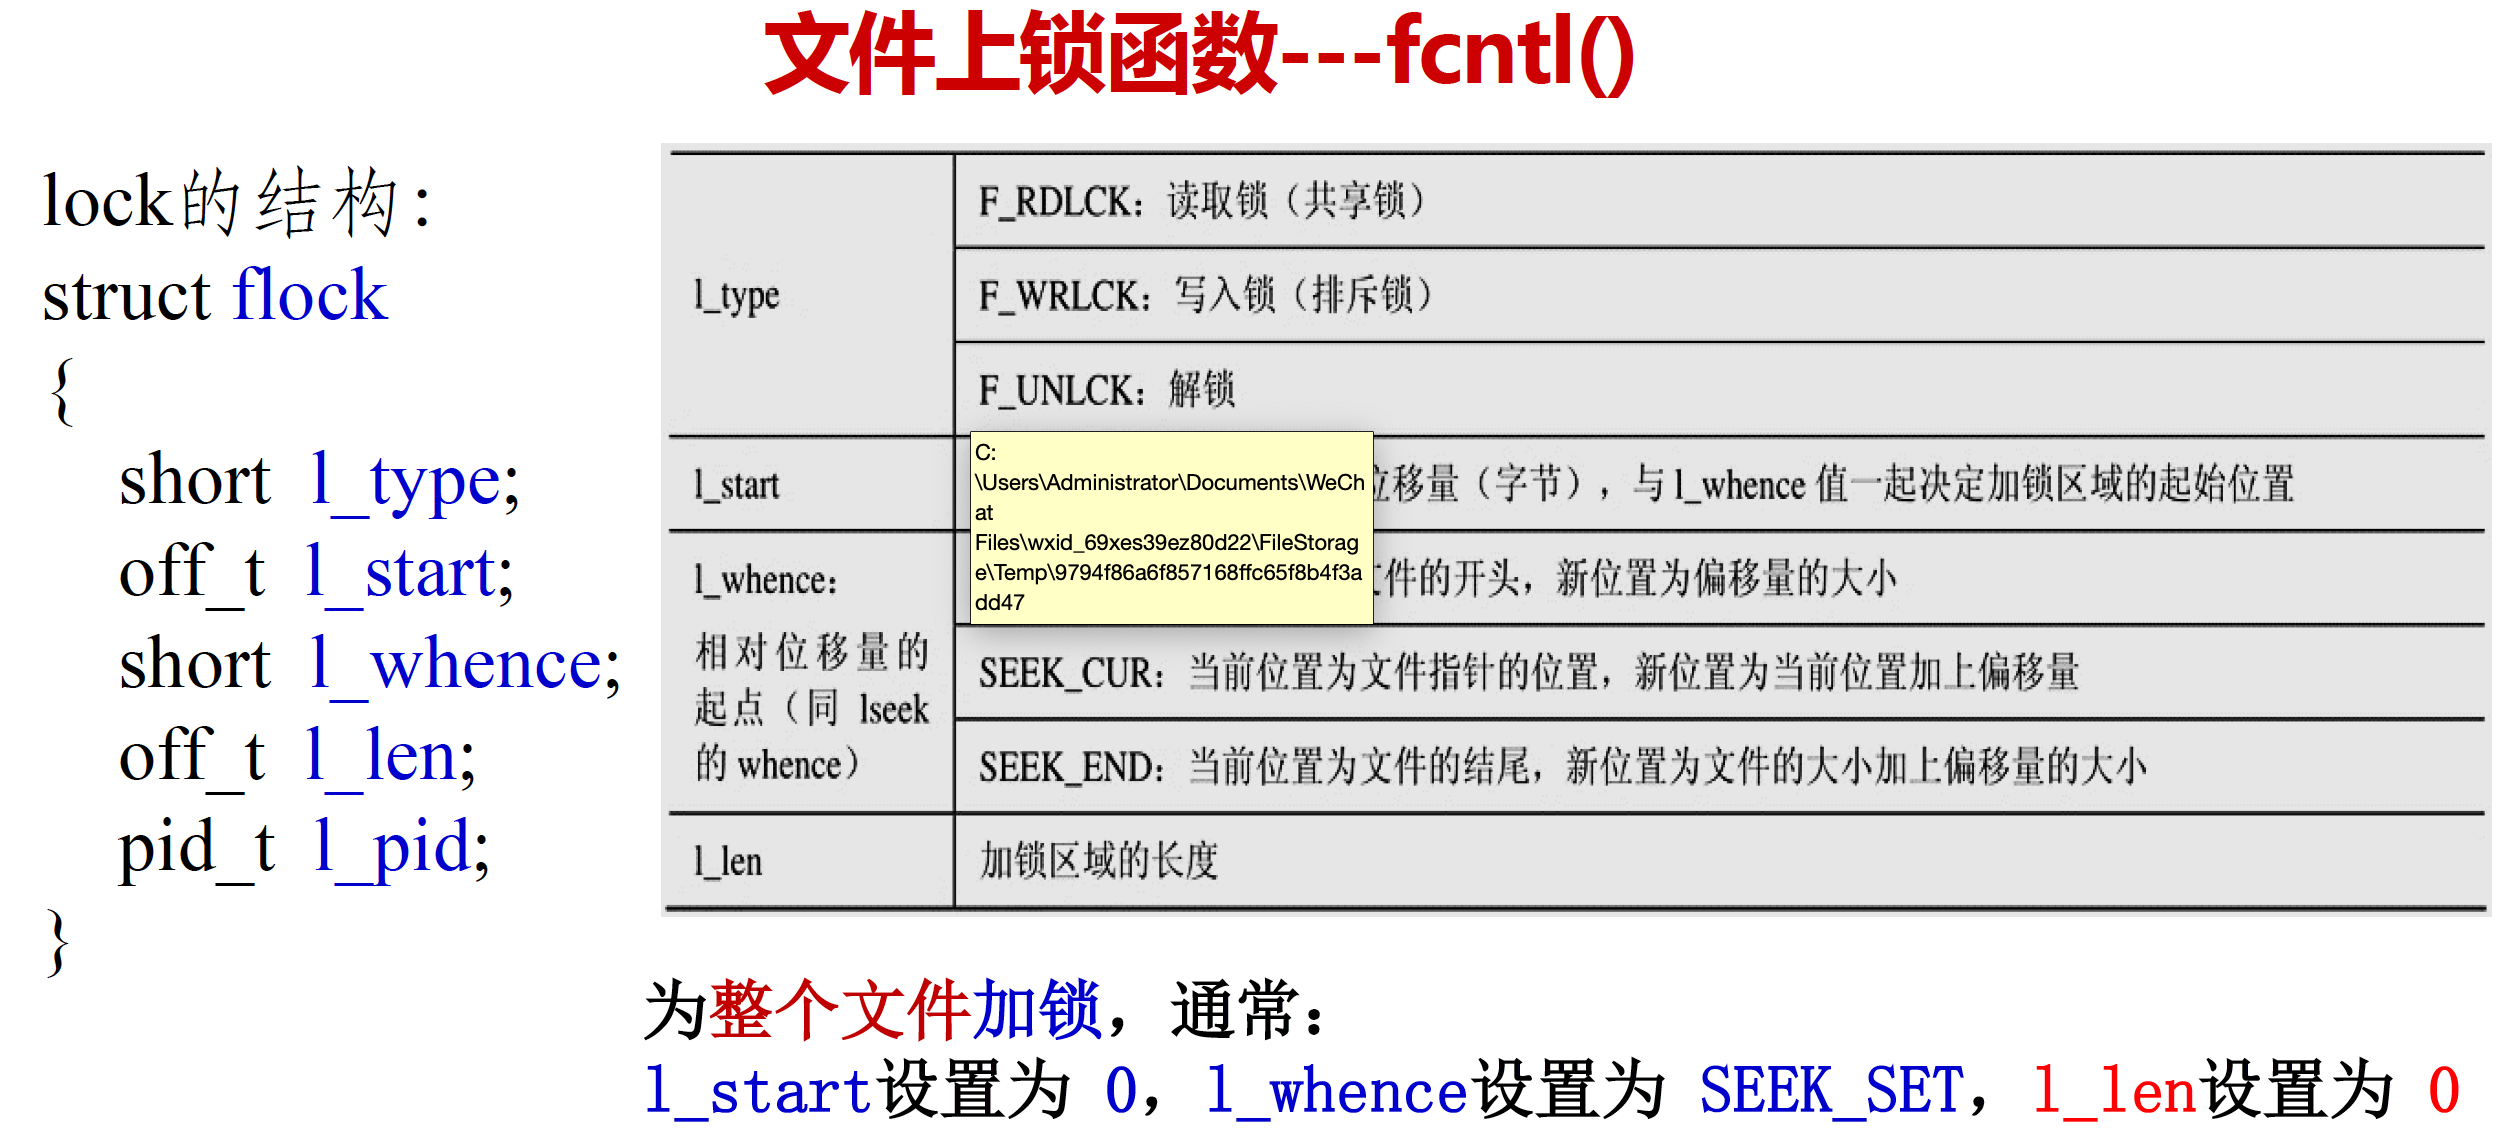 文件上锁函数---fcntl()
lock的结构:
struct flock
{
short l_type;
off_t l_start;
short l_whence;
off_t l_len;
pid_t l_pid;
}
l_type
F_RDLCK：读取锁（共享锁）
F_WRLCK：写入锁（排斥锁）
F_UNLCK：解锁
l_start
移量（字节），与 l_whence 值一起决定加锁区域的起始位置
C:
\Users\Administrator\Documents\WeCh
at
Files\wxid_69xes39ez80d22\FileStorag
e\Temp\9794f86a6f857168ffc65f8b4f3a
dd47
l_whence：
相对位移量的
起点（同 lseek
的 whence）
件的开头，新位置为偏移量的大小
SEEK_CUR：当前位置为文件指针的位置，新位置为当前位置加上偏移量
SEEK_END：当前位置为文件的结尾，新位置为文件的大小加上偏移量的大小
l_len
加锁区域的长度
为整个文件加锁，通常：
l_start设置为 0，l_whence设置为 SEEK_SET，l_len设置为 0